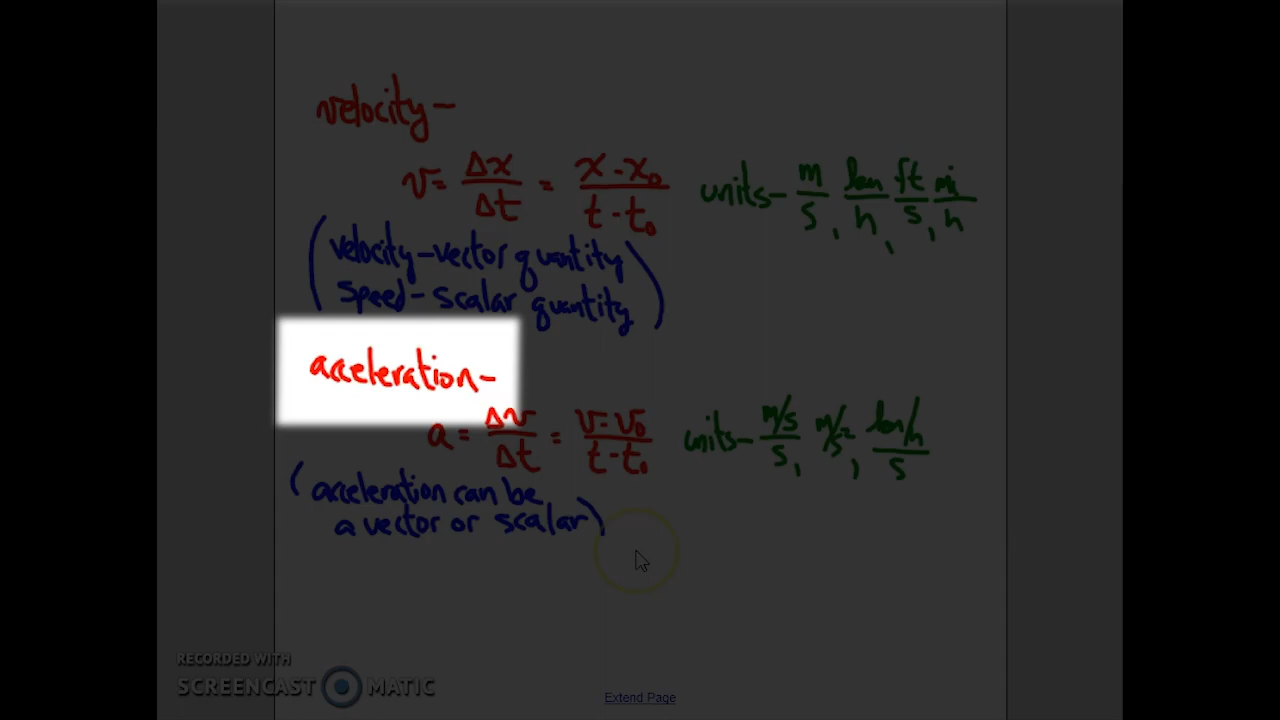 velocity-
v = Δx/Δt = x - x₀/t - t₀ units- m/s, km/h, ft/s, mi/h
(velocity-vector quantity
speed- scalar quantity)
acceleration-
a = Δv/Δt = v - v₀/t - t₀ units- m/s/s, m/s², km/h/s
(acceleration can be
a vector or scalar)
RECORDED WITH
SCREENCAST MATIC
Extend Page